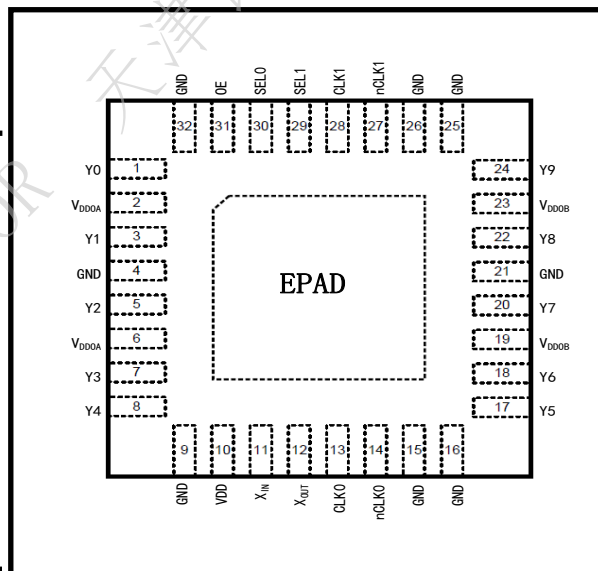 天津
OR
GND OE SEL0 SEL1 CLK1 nCLK1 GND GND
32 31 30 29 28 27 26 25
Y0 1 24 Y9
VDDOA 2 23 VDDOB
Y1 3 22 Y8
GND 4 21 GND
Y2 5 20 Y7
VDDOA 6 19 VDDOB
Y3 7 18 Y6
Y4 8 17 Y5
EPAD
9 10 11 12 13 14 15 16
GND VDD XIN XOUT CLK0 nCLK0 GND GND